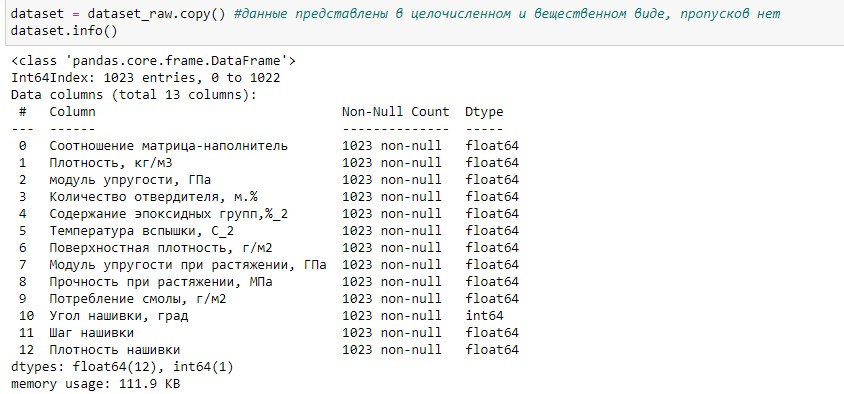 dataset = dataset_raw.copy() #данные представлены в целочисленном и вещественном виде, пропусков нет
dataset.info()
<class 'pandas.core.frame.DataFrame'>
Int64Index: 1023 entries, 0 to 1022
Data columns (total 13 columns):
 #   Column                                Non-Null Count  Dtype
---  ------                                --------------  -----
 0   Соотношение матрица-наполнитель       1023 non-null   float64
 1   Плотность, кг/м3                      1023 non-null   float64
 2   модуль упругости, ГПа                 1023 non-null   float64
 3   Количество отвердителя, м.%           1023 non-null   float64
 4   Содержание эпоксидных групп,%_2       1023 non-null   float64
 5   Температура вспышки, С_2              1023 non-null   float64
 6   Поверхностная плотность, г/м2         1023 non-null   float64
 7   Модуль упругости при растяжении, ГПа  1023 non-null   float64
 8   Прочность при растяжении, МПа         1023 non-null   float64
 9   Потребление смолы, г/м2               1023 non-null   float64
 10  Угол нашивки, град                    1023 non-null   int64
 11  Шаг нашивки                           1023 non-null   float64
 12  Плотность нашивки                     1023 non-null   float64
dtypes: float64(12), int64(1)
memory usage: 111.9 KB